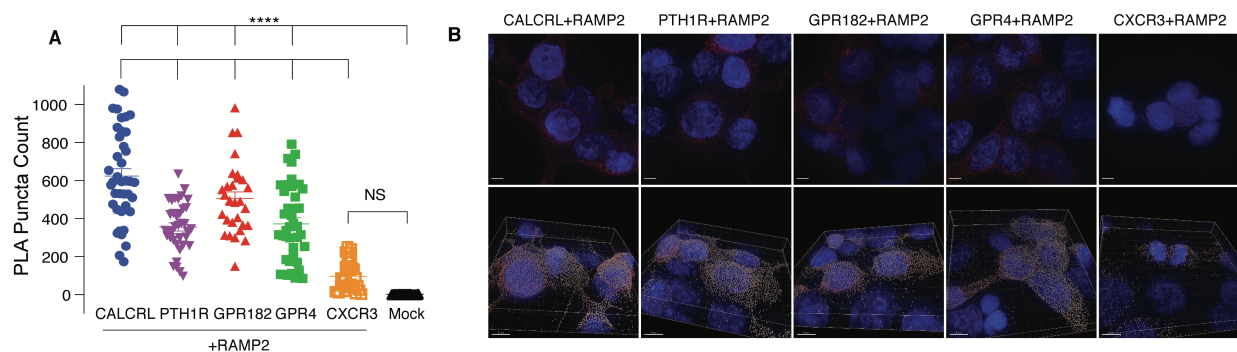 A
****
NS
PLA Puncta Count
1000
800
600
400
200
0
CALCRL PTH1R GPR182 GPR4 CXCR3 Mock
+RAMP2
B
CALCRL+RAMP2 PTH1R+RAMP2 GPR182+RAMP2 GPR4+RAMP2 CXCR3+RAMP2